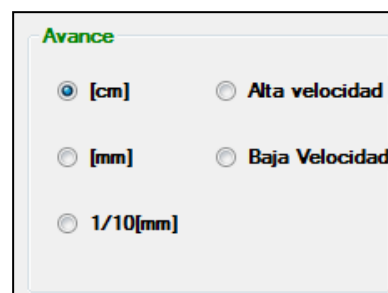 Avance
[cm] Alta velocidad
[mm] Baja Velocidad
1/10[mm]